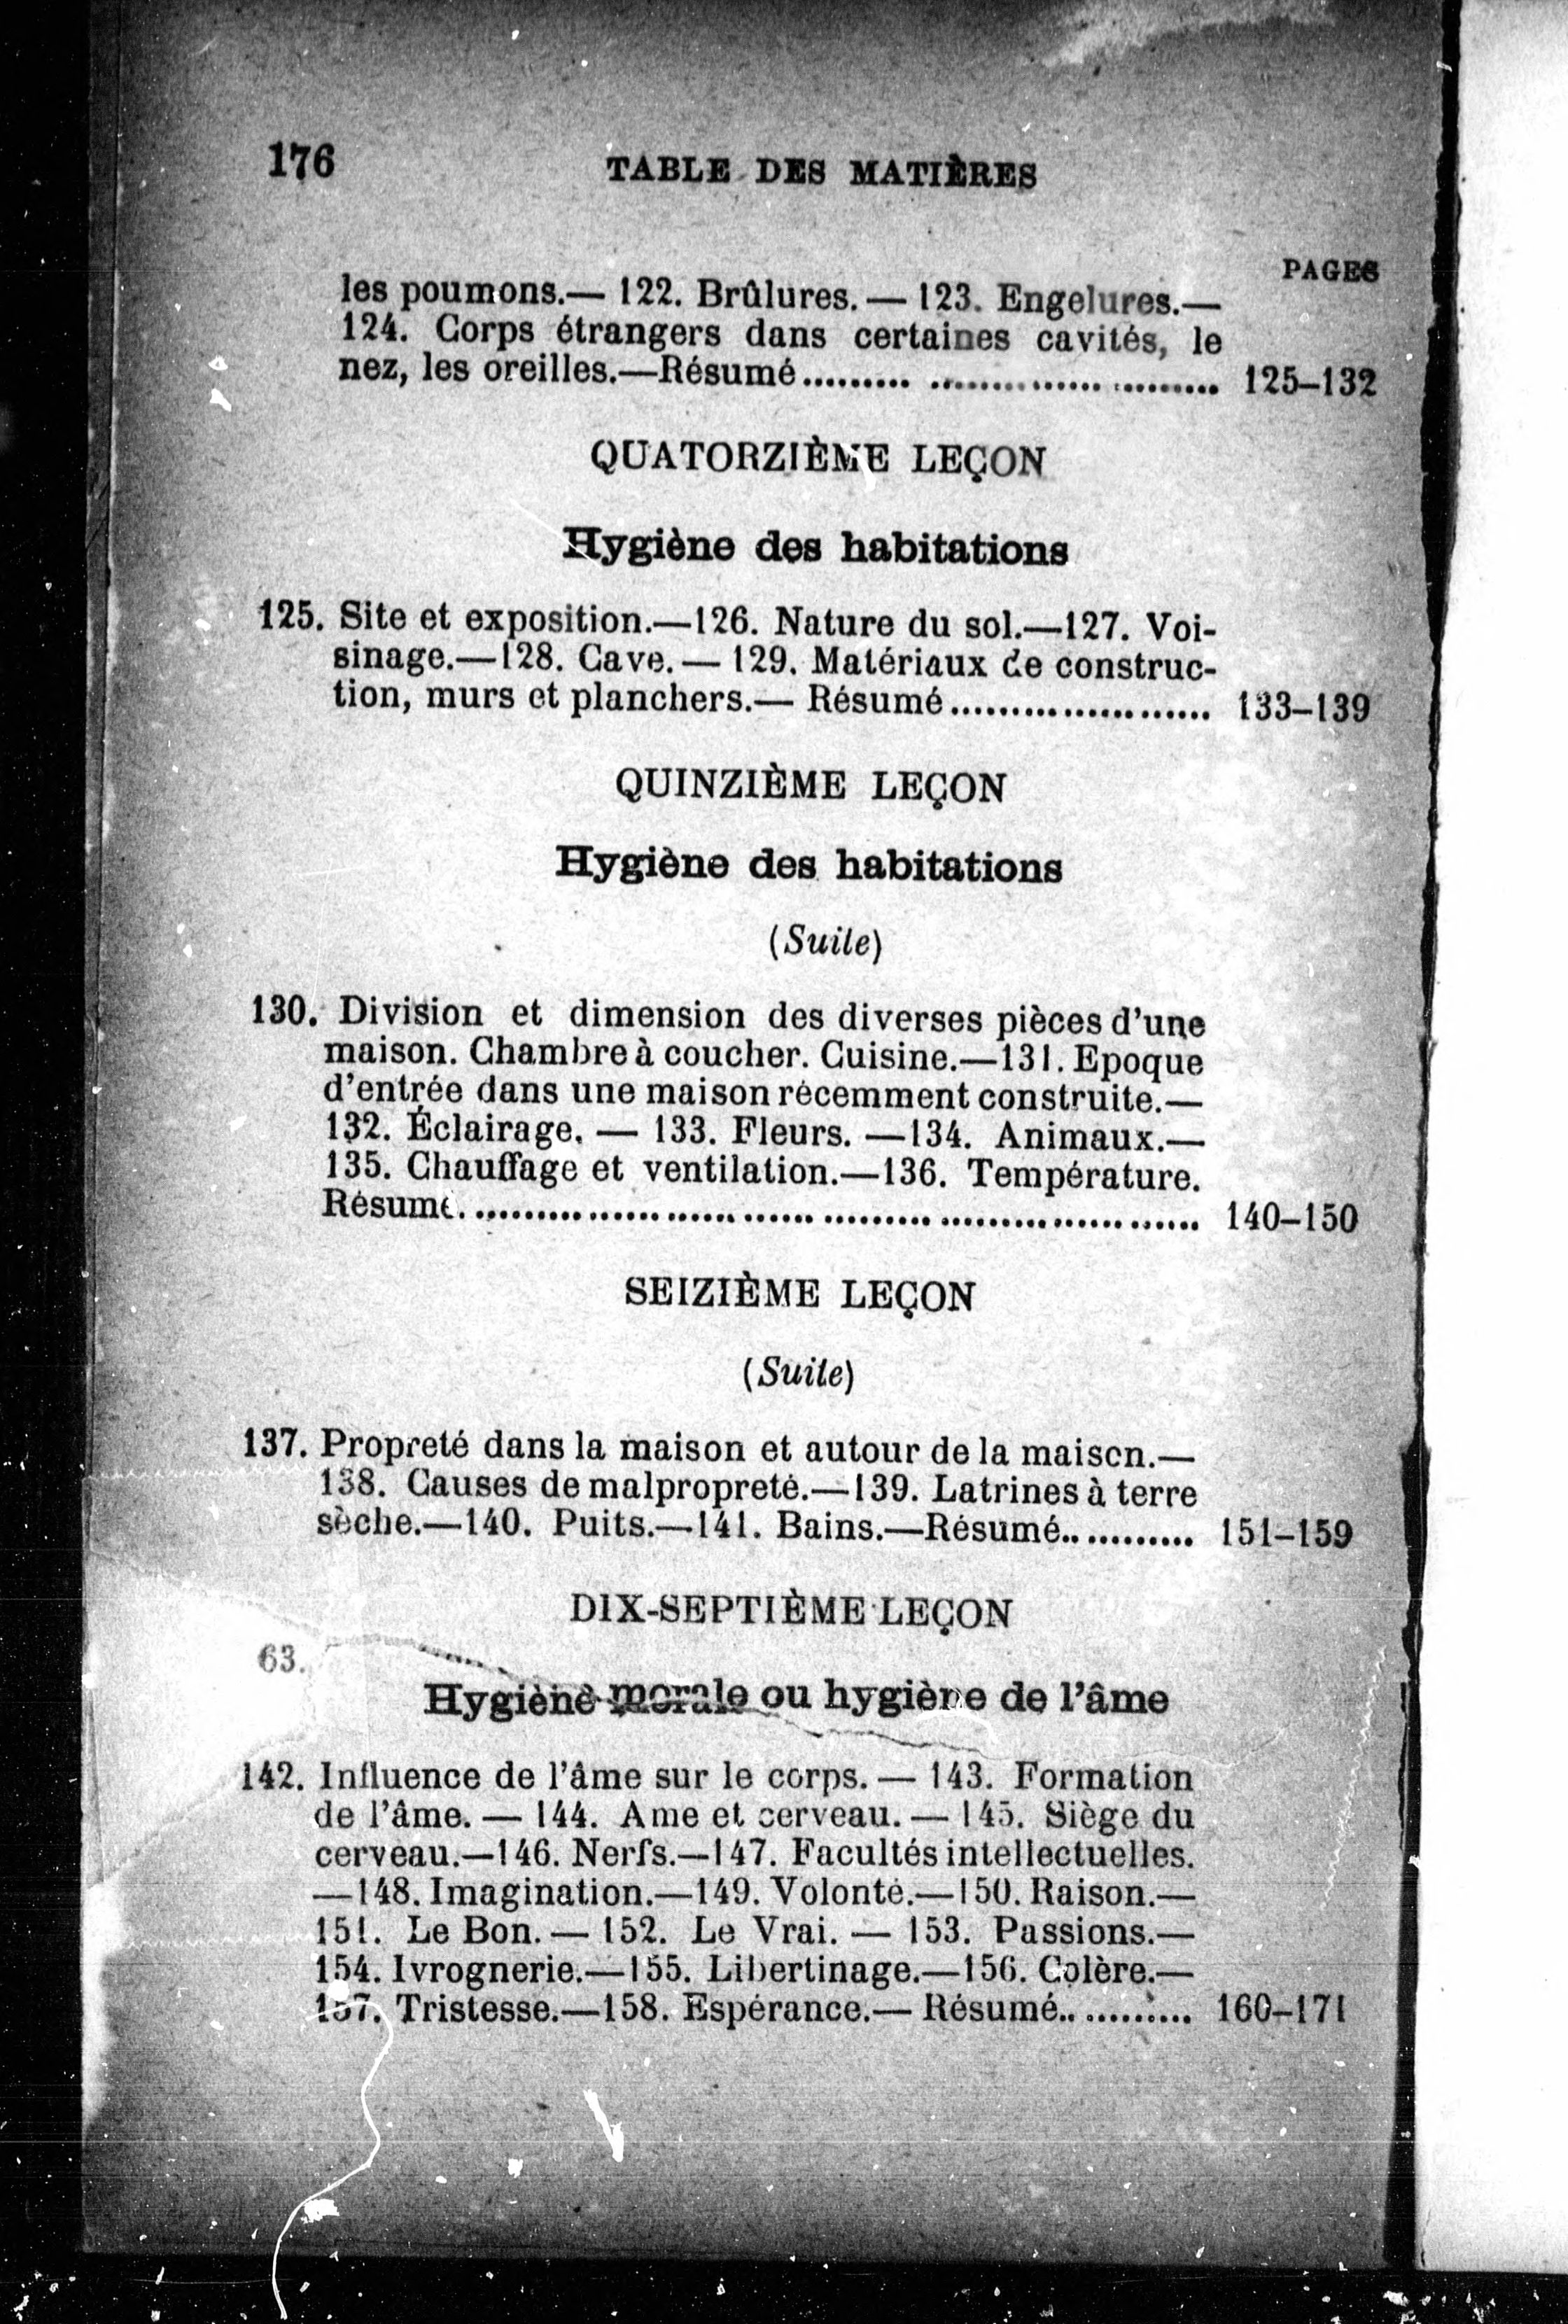 176
TABLE DES MATIÈRES
PAGES
les poumons.— 122. Brûlures. — 123. Engelures.—
124. Corps étrangers dans certaines cavités, le
nez, les oreilles.—Résumé.............................. 125–132
QUATORZIÈME LEÇON
Hygiène des habitations
125. Site et exposition.—126. Nature du sol.—127. Voi-
sinage.—128. Cave.— 129. Matériaux de construc-
tion, murs et planchers.— Résumé...................... 133–139
QUINZIÈME LEÇON
Hygiène des habitations
(Suite)
130. Division et dimension des diverses pièces d'une
maison. Chambre à coucher. Cuisine.—131. Epoque
d'entrée dans une maison récemment construite.—
132. Éclairage. — 133. Fleurs. —134. Animaux.—
135. Chauffage et ventilation.—136. Température.
Résumé............................................................ 140–150
SEIZIÈME LEÇON
(Suite)
137. Propreté dans la maison et autour de la maison.—
138. Causes de malpropreté.—139. Latrines à terre
sèche.—140. Puits.—141. Bains.—Résumé........... 151–159
DIX-SEPTIÈME LEÇON
63.
Hygiène morale ou hygiène de l'âme
142. Influence de l'âme sur le corps. — 143. Formation
de l'âme. — 144. Ame et cerveau. — 145. Siège du
cerveau.—146. Nerfs.—147. Facultés intellectuelles.
—148. Imagination.—149. Volonté.—150. Raison.—
151. Le Bon. — 152. Le Vrai. — 153. Passions.—
154. Ivrognerie.—155. Libertinage.—156. Colère.—
157. Tristesse.—158. Espérance.— Résumé........... 160–171